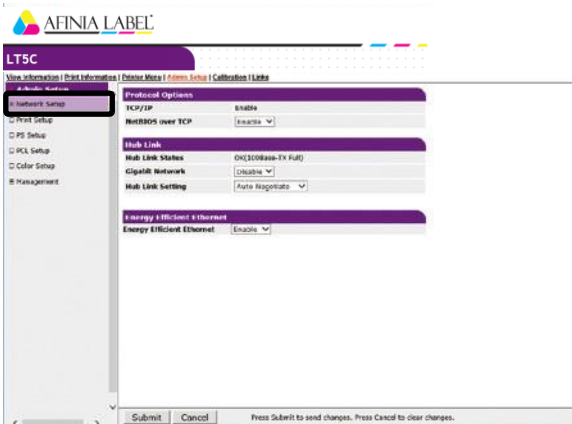 AFINIA LABEL
LT5C
View Information | Print Information | Printer Menu | Admin Setup | Calibration | Links
Admin Setup
Network Setup
Print Setup
PS Setup
PCL Setup
Color Setup
Management
Protocol Options
TCP/IP Enable
NetBIOS over TCP Enable
Hub Link
Hub Link Status OK(100Base-TX Full)
Gigabit Network Disable
Hub Link Setting Auto Negotiate
Energy Efficient Ethernet
Energy Efficient Ethernet Enable
Submit Cancel Press Submit to send changes. Press Cancel to clear changes.